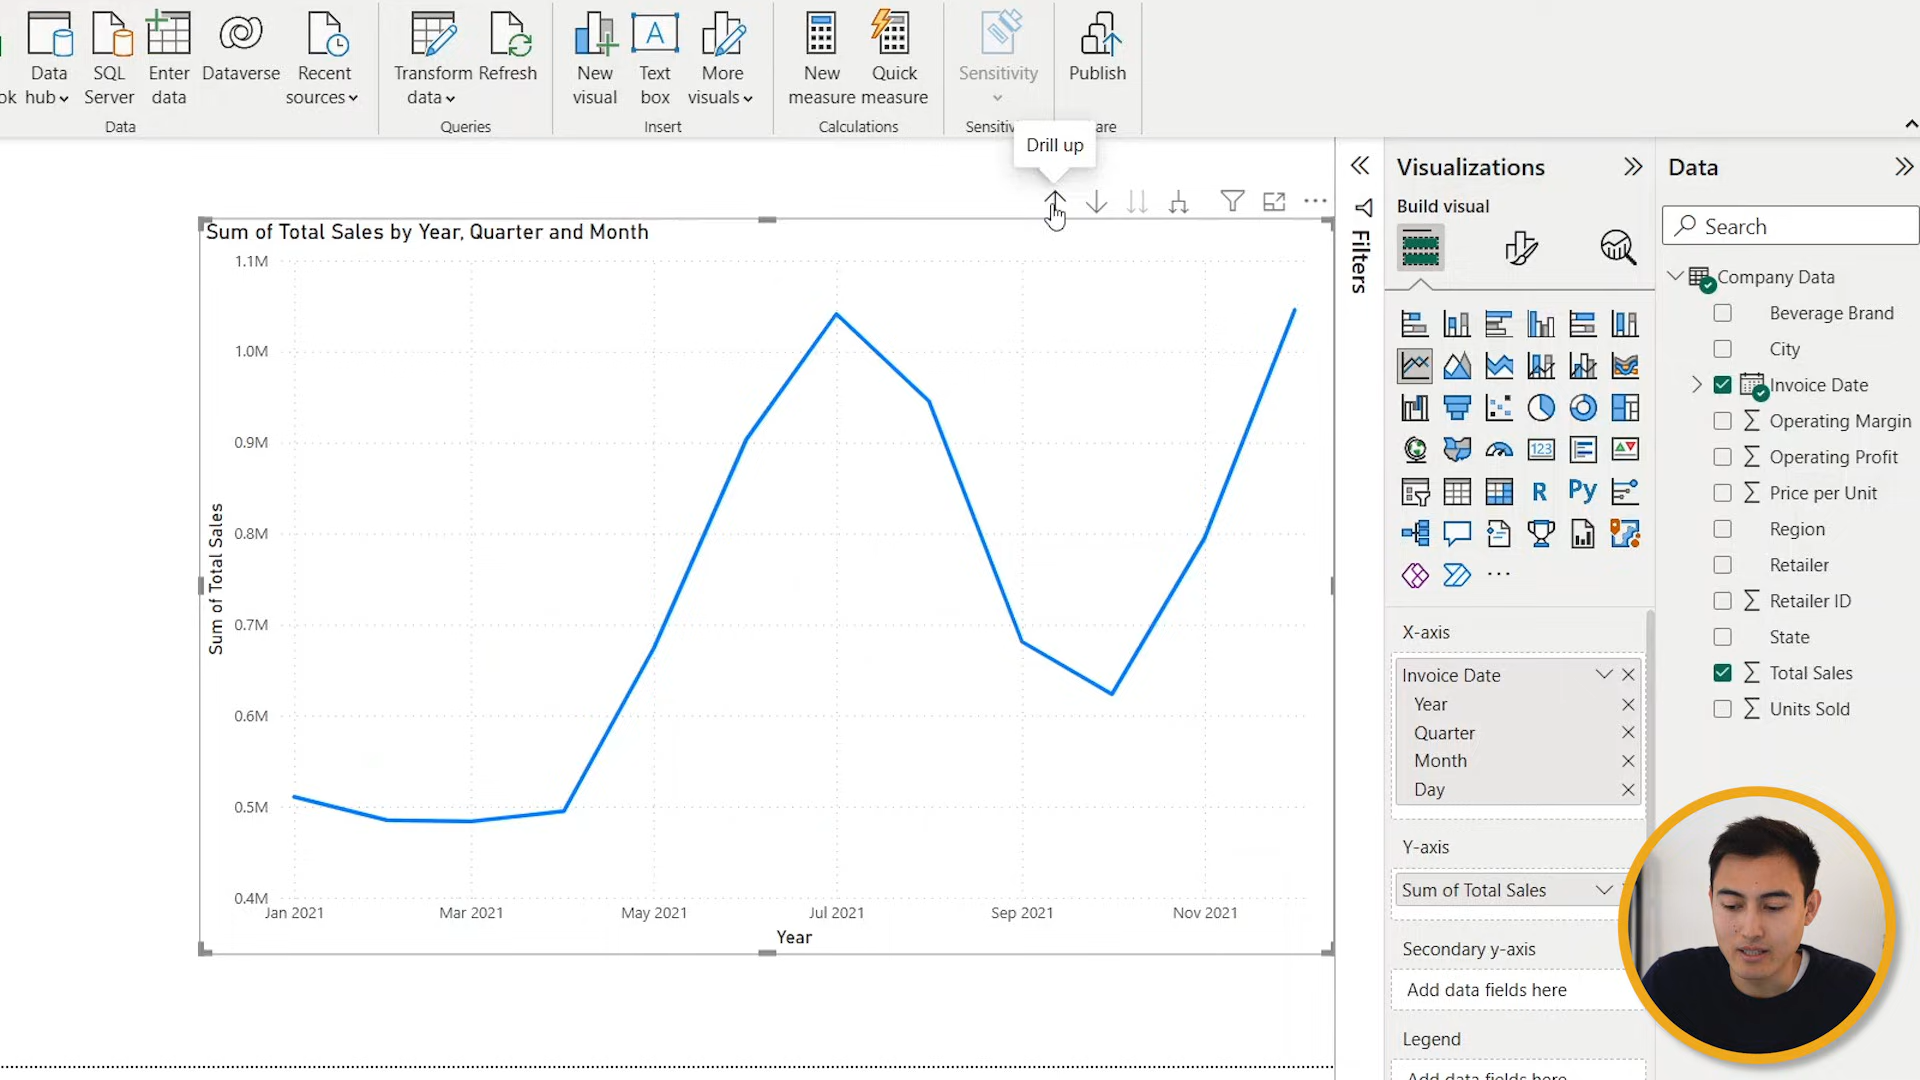 Data
hub
SQL
Server
Enter
data
Dataverse
Recent
sources
Data
Transform
data
Refresh
Queries
New
visual
Text
box
More
visuals
Insert
New
measure
Quick
measure
Calculations
Sensitivity
Publish
Drill up
Sum of Total Sales by Year, Quarter and Month
1.1M
1.0M
0.9M
0.8M
0.7M
0.6M
0.5M
0.4M
Sum of Total Sales
Jan 2021
Mar 2021
May 2021
Jul 2021
Sep 2021
Nov 2021
Year
Filters
Visualizations
Build visual
123
R
Py
X-axis
Invoice Date
Year
Quarter
Month
Day
Y-axis
Sum of Total Sales
Secondary y-axis
Add data fields here
Legend
Add data fields here
Data
Search
Company Data
Beverage Brand
City
Invoice Date
Operating Margin
Operating Profit
Price per Unit
Region
Retailer
Retailer ID
State
Total Sales
Units Sold